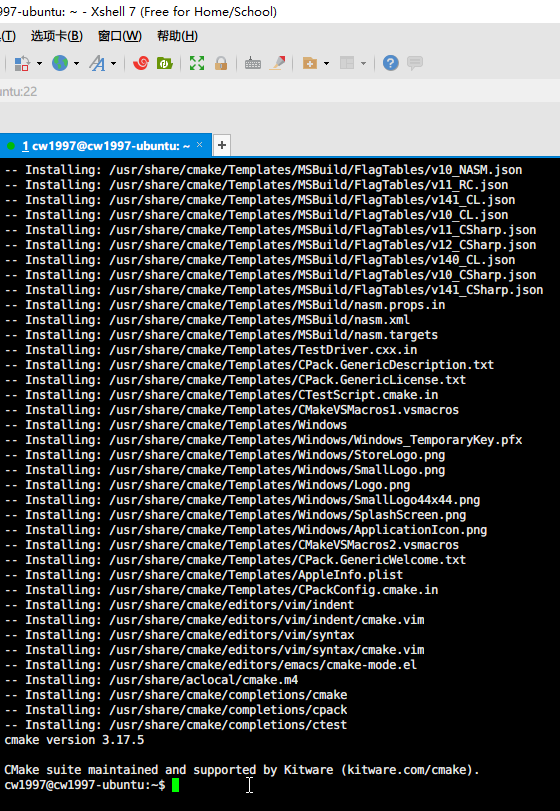 1997-ubuntu: ~ - Xshell 7 (Free for Home/School)
(T) 选项卡(B) 窗口(W) 帮助(H)
untu:22
1 cw1997@cw1997-ubuntu: ~ × +
-- Installing: /usr/share/cmake/Templates/MSBuild/FlagTables/v10_NASM.json
-- Installing: /usr/share/cmake/Templates/MSBuild/FlagTables/v11_RC.json
-- Installing: /usr/share/cmake/Templates/MSBuild/FlagTables/v141_CL.json
-- Installing: /usr/share/cmake/Templates/MSBuild/FlagTables/v10_CL.json
-- Installing: /usr/share/cmake/Templates/MSBuild/FlagTables/v11_CSharp.json
-- Installing: /usr/share/cmake/Templates/MSBuild/FlagTables/v12_CSharp.json
-- Installing: /usr/share/cmake/Templates/MSBuild/FlagTables/v140_CL.json
-- Installing: /usr/share/cmake/Templates/MSBuild/FlagTables/v10_CSharp.json
-- Installing: /usr/share/cmake/Templates/MSBuild/FlagTables/v141_CSharp.json
-- Installing: /usr/share/cmake/Templates/MSBuild/nasm.props.in
-- Installing: /usr/share/cmake/Templates/MSBuild/nasm.xml
-- Installing: /usr/share/cmake/Templates/MSBuild/nasm.targets
-- Installing: /usr/share/cmake/Templates/TestDriver.cxx.in
-- Installing: /usr/share/cmake/Templates/CPack.GenericDescription.txt
-- Installing: /usr/share/cmake/Templates/CPack.GenericLicense.txt
-- Installing: /usr/share/cmake/Templates/CTestScript.cmake.in
-- Installing: /usr/share/cmake/Templates/CMakeVSMacros1.vsmacros
-- Installing: /usr/share/cmake/Templates/Windows
-- Installing: /usr/share/cmake/Templates/Windows/Windows_TemporaryKey.pfx
-- Installing: /usr/share/cmake/Templates/Windows/StoreLogo.png
-- Installing: /usr/share/cmake/Templates/Windows/SmallLogo.png
-- Installing: /usr/share/cmake/Templates/Windows/Logo.png
-- Installing: /usr/share/cmake/Templates/Windows/SmallLogo44x44.png
-- Installing: /usr/share/cmake/Templates/Windows/SplashScreen.png
-- Installing: /usr/share/cmake/Templates/Windows/ApplicationIcon.png
-- Installing: /usr/share/cmake/Templates/CMakeVSMacros2.vsmacros
-- Installing: /usr/share/cmake/Templates/CPack.GenericWelcome.txt
-- Installing: /usr/share/cmake/Templates/AppleInfo.plist
-- Installing: /usr/share/cmake/Templates/CPackConfig.cmake.in
-- Installing: /usr/share/cmake/editors/vim/indent
-- Installing: /usr/share/cmake/editors/vim/indent/cmake.vim
-- Installing: /usr/share/cmake/editors/vim/syntax
-- Installing: /usr/share/cmake/editors/vim/syntax/cmake.vim
-- Installing: /usr/share/cmake/editors/emacs/cmake-mode.el
-- Installing: /usr/share/aclocal/cmake.m4
-- Installing: /usr/share/cmake/completions/cmake
-- Installing: /usr/share/cmake/completions/cpack
-- Installing: /usr/share/cmake/completions/ctest
cmake version 3.17.5
CMake suite maintained and supported by Kitware (kitware.com/cmake).
cw1997@cw1997-ubuntu:~$